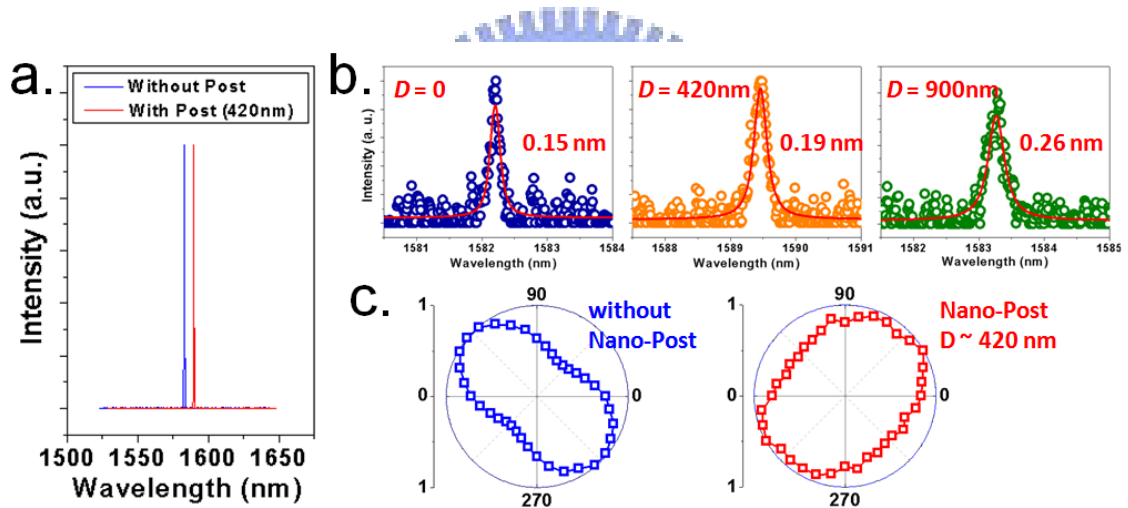 a.
Without Post
With Post (420nm)
Intensity (a.u.)
1500 1550 1600 1650
Wavelength (nm)
b.
D = 0
0.15 nm
Intensity (a. u.)
1581 1582 1583 1584
Wavelength (nm)
D = 420nm
0.19 nm
1588 1589 1590 1591
Wavelength (nm)
D = 900nm
0.26 nm
1582 1583 1584 1585
Wavelength (nm)
c.
without
Nano-Post
1
90
0
0
1
270
Nano-Post
D ~ 420 nm
1
90
0
0
1
270